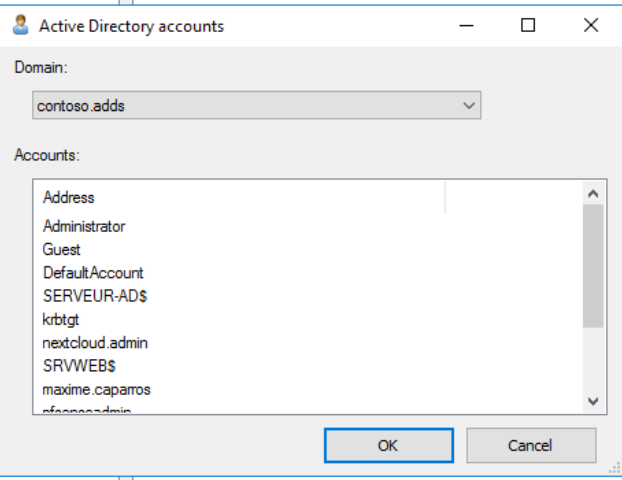 Active Directory accounts
Domain:
contoso.adds
Accounts:
Address
Administrator
Guest
DefaultAccount
SERVEUR-AD$
krbtgt
nextcloud.admin
SRVWEB$
maxime.caparros
OK
Cancel